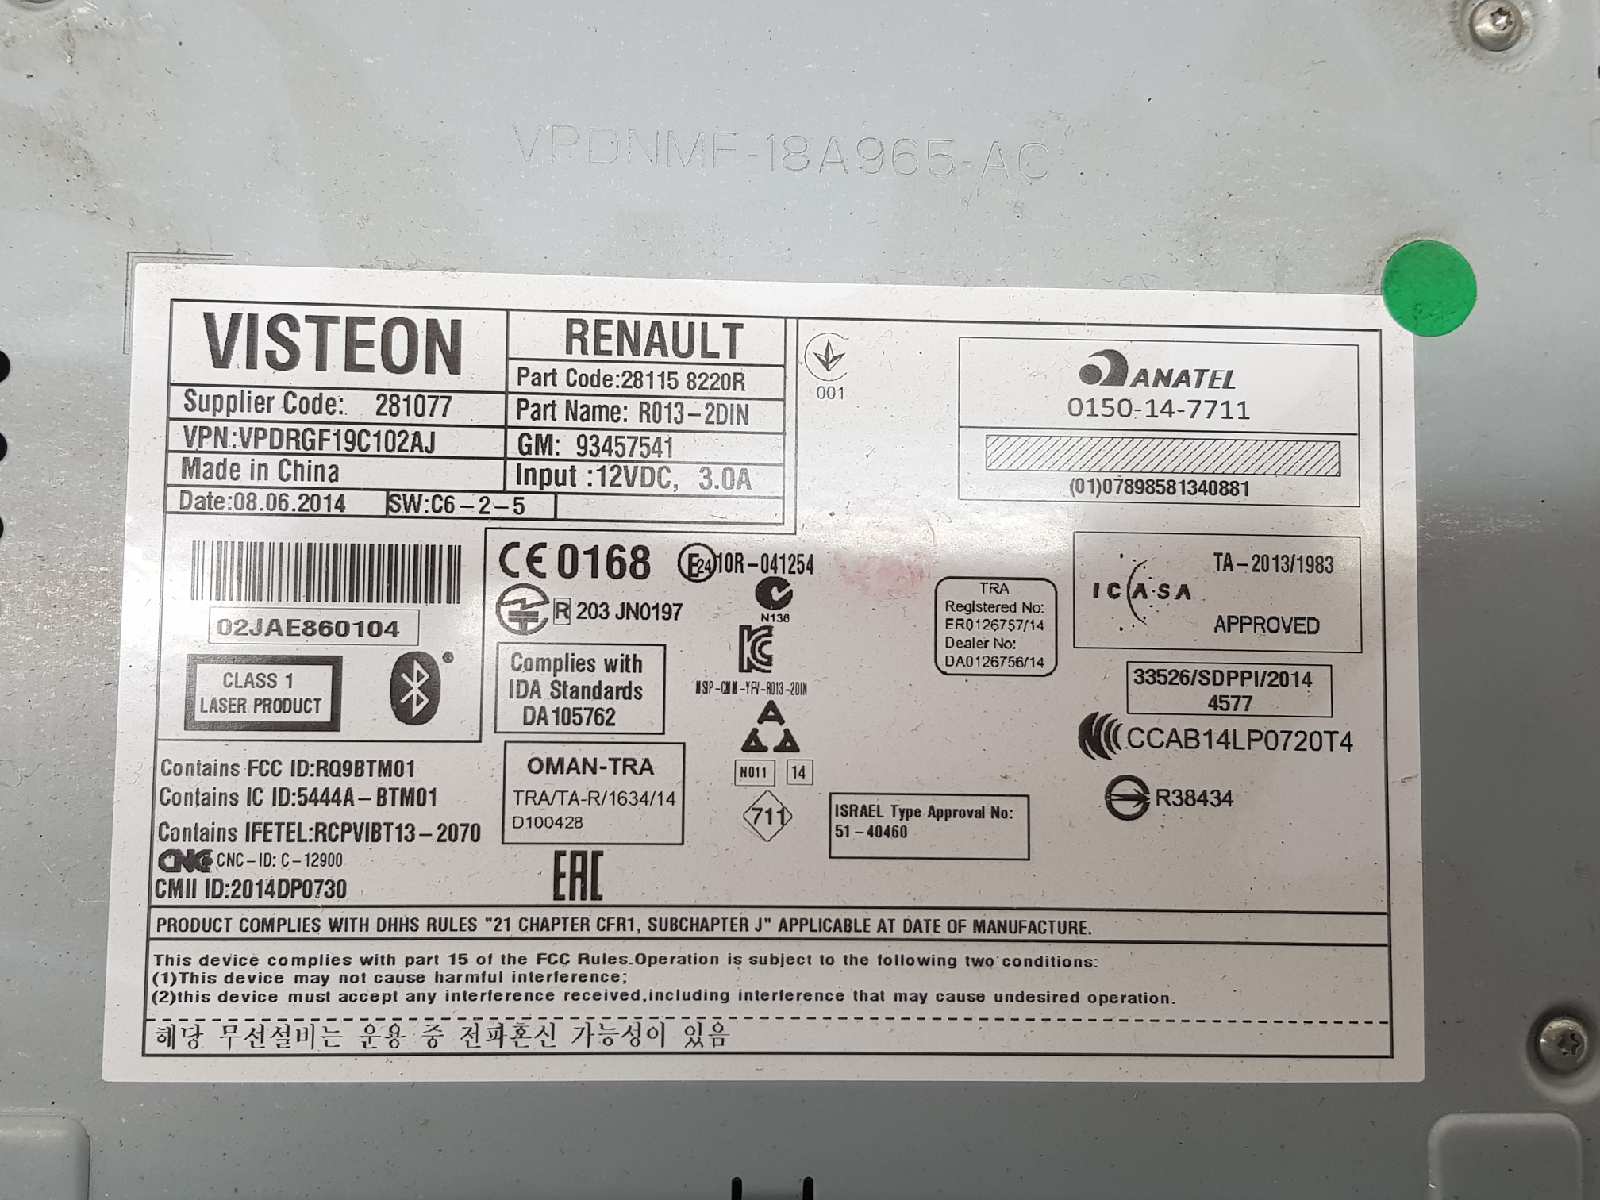 VPDNMF-18A965-AC
VISTEON
Supplier Code: 281077
VPN:VPDRGF19C102AJ
Made in China
Date:08.06.2014 SW:C6-2-5
RENAULT
Part Code:28115 8220R
Part Name: R013-2DIN
GM: 93457541
Input :12VDC, 3.0A
001
ANATEL
0150-14-7711
(01)07898581340881
02JAE860104
CLASS 1
LASER PRODUCT
CE 0168
E24 10R-041254
R 203 JN0197
N136
Complies with
IDA Standards
DA105762
MSP-CMM-YFV-R013-2DIN
TRA
Registered No:
ER0126757/14
Dealer No:
DA0126756/14
ICASA
TA-2013/1983
APPROVED
33526/SDPPI/2014
4577
CCAB14LP0720T4
R38434
OMAN-TRA
TRA/TA-R/1634/14
D100428
A
N011 14
711
ISRAEL Type Approval No:
51-40460
Contains FCC ID:RQ9BTM01
Contains IC ID:5444A-BTM01
Contains IFETEL:RCPVIBT13-2070
CNC CNC-ID: C-12900
CMII ID:2014DP0730
EAC
PRODUCT COMPLIES WITH DHHS RULES "21 CHAPTER CFR1, SUBCHAPTER J" APPLICABLE AT DATE OF MANUFACTURE.
This device complies with part 15 of the FCC Rules.Operation is subject to the following two conditions:
(1)This device may not cause harmful interference;
(2)this device must accept any interference received,including interference that may cause undesired operation.
해당 무선설비는 운용 중 전파혼신 가능성이 있음